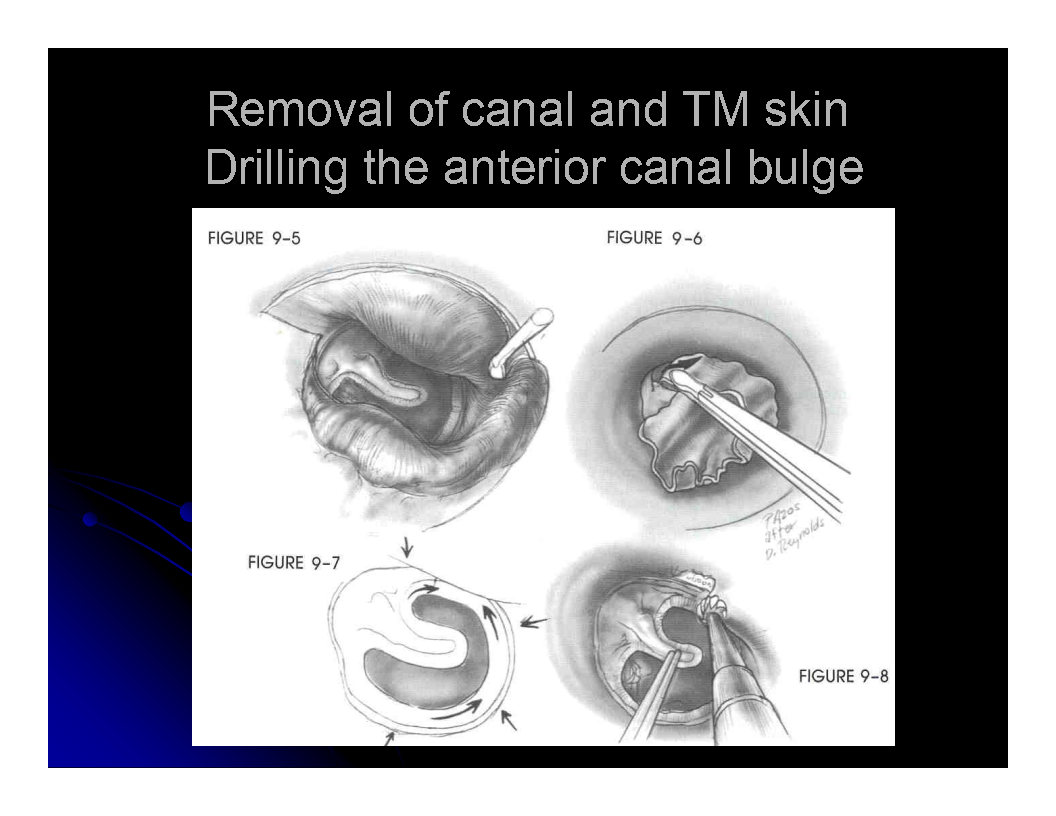 Removal of canal and TM skin
Drilling the anterior canal bulge
FIGURE 9-5
FIGURE 9-6
PAzos
after
D. Reynolds
FIGURE 9-7
FIGURE 9-8